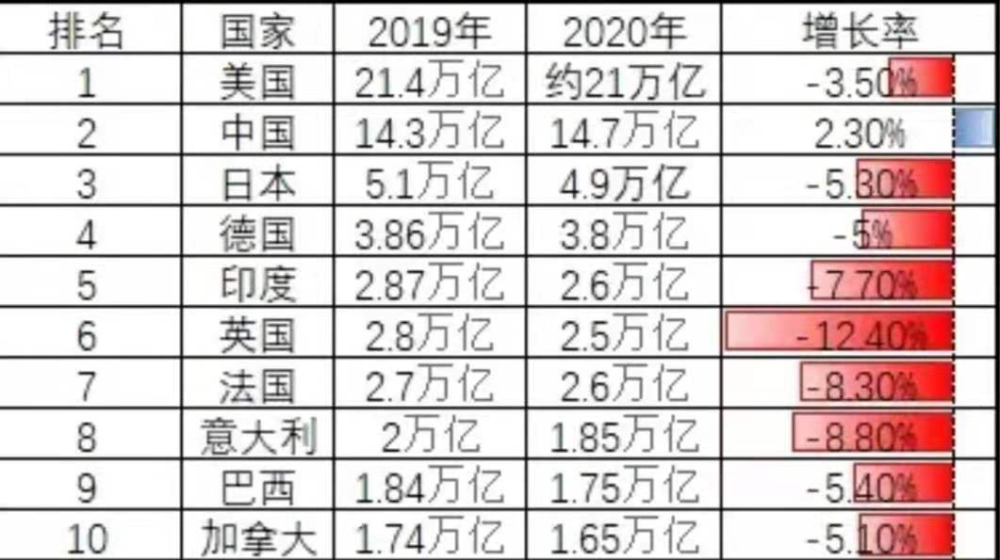 排名 国家 2019年 2020年 增长率
1 美国 21.4万亿 约21万亿 -3.50%
2 中国 14.3万亿 14.7万亿 2.30%
3 日本 5.1万亿 4.9万亿 -5.30%
4 德国 3.86万亿 3.8万亿 -5%
5 印度 2.87万亿 2.6万亿 -7.70%
6 英国 2.8万亿 2.5万亿 -12.40%
7 法国 2.7万亿 2.6万亿 -8.30%
8 意大利 2万亿 1.85万亿 -8.80%
9 巴西 1.84万亿 1.75万亿 -5.40%
10 加拿大 1.74万亿 1.65万亿 -5.10%